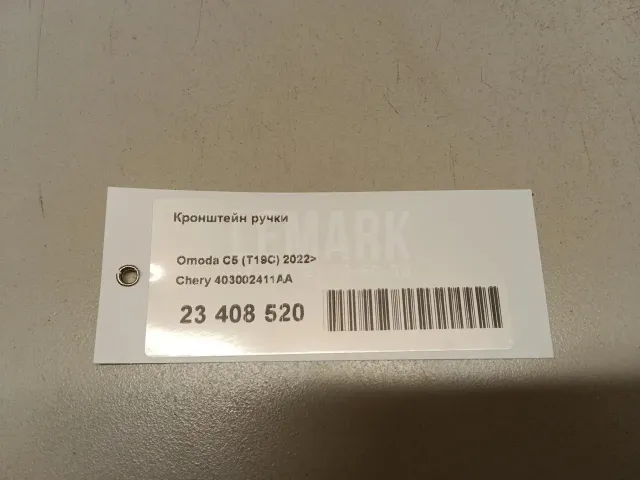 Кронштейн ручки
Omoda C5 (T19C) 2022>
Chery 403002411AA
23 408 520